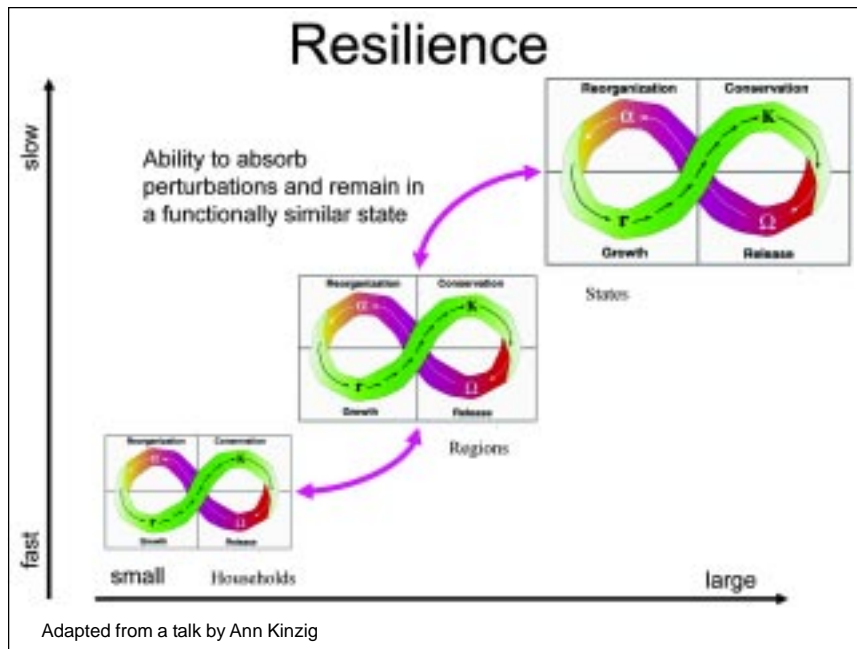 Resilience
slow
Ability to absorb
perturbations and remain in
a functionally similar state
Reorganization Conservation
α K
r Ω
Growth Release
States
Reorganization Conservation
α K
r Ω
Growth Release
Regions
Reorganization Conservation
α K
r Ω
Growth Release
fast
small Households large
Adapted from a talk by Ann Kinzig